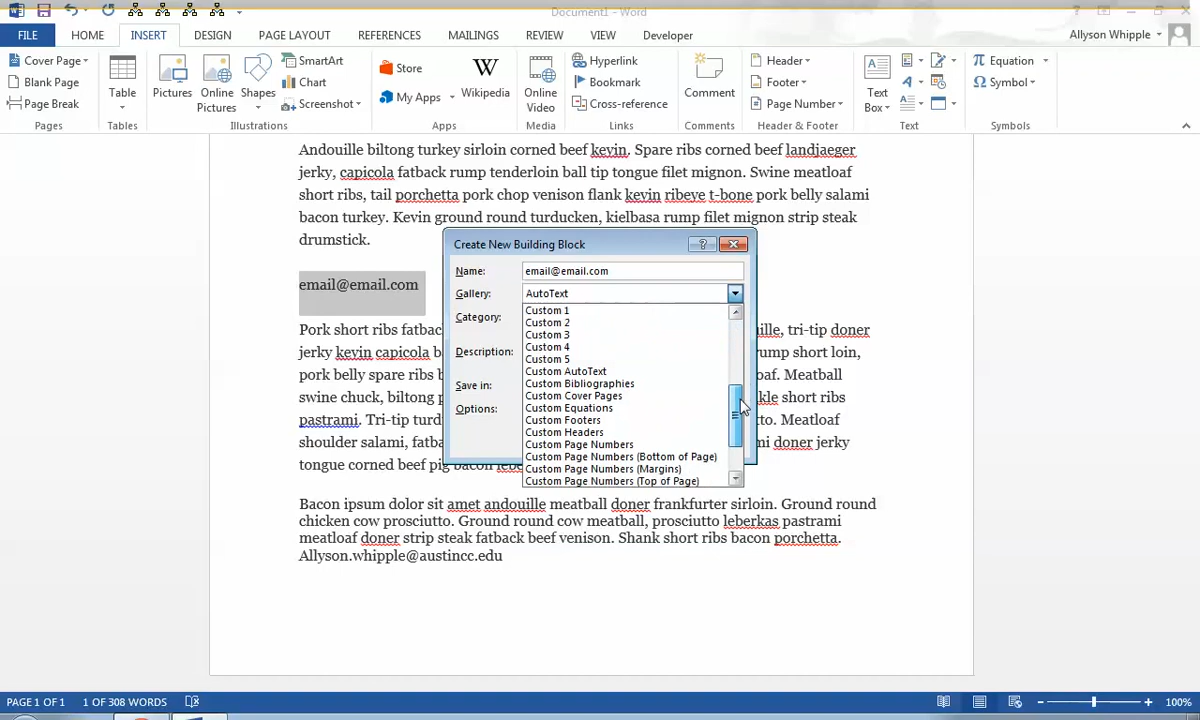 Document1 - Word
FILE HOME INSERT DESIGN PAGE LAYOUT REFERENCES MAILINGS REVIEW VIEW Developer Allyson Whipple
Cover Page
Blank Page
Page Break
Pages
Table
Tables
Pictures
Online Pictures
Shapes
SmartArt
Chart
Screenshot
Illustrations
Store
My Apps
W
Wikipedia
Apps
Online Video
Media
Hyperlink
Bookmark
Cross-reference
Links
Comment
Comments
Header
Footer
Page Number
Header & Footer
A
Text Box
Text
π Equation
Ω Symbol
Symbols
Andouille biltong turkey sirloin corned beef kevin. Spare ribs corned beef landjaeger
jerky, capicola fatback rump tenderloin ball tip tongue filet mignon. Swine meatloaf
short ribs, tail porchetta pork chop venison flank kevin ribeye t-bone pork belly salami
bacon turkey. Kevin ground round turducken, kielbasa rump filet mignon strip steak
drumstick.
email@email.com
Create New Building Block
?
Name: email@email.com
Gallery: AutoText
Category:
Description:
Save in:
Options:
Custom 1
Custom 2
Custom 3
Custom 4
Custom 5
Custom AutoText
Custom Bibliographies
Custom Cover Pages
Custom Equations
Custom Footers
Custom Headers
Custom Page Numbers
Custom Page Numbers (Bottom of Page)
Custom Page Numbers (Margins)
Custom Page Numbers (Top of Page)
Pork short ribs fatback tri-tip doner
jerky kevin capicola rump short loin,
pork belly spare ribs Meatball
swine chuck, biltong short ribs
pastrami. Tri-tip Meatloaf
shoulder salami, doner jerky
tongue corned beef pig bacon
Bacon ipsum dolor sit amet andouille meatball doner frankfurter sirloin. Ground round
chicken cow prosciutto. Ground round cow meatball, prosciutto leberkas pastrami
meatloaf doner strip steak fatback beef venison. Shank short ribs bacon porchetta.
Allyson.whipple@austincc.edu
PAGE 1 OF 1 1 OF 308 WORDS 100%